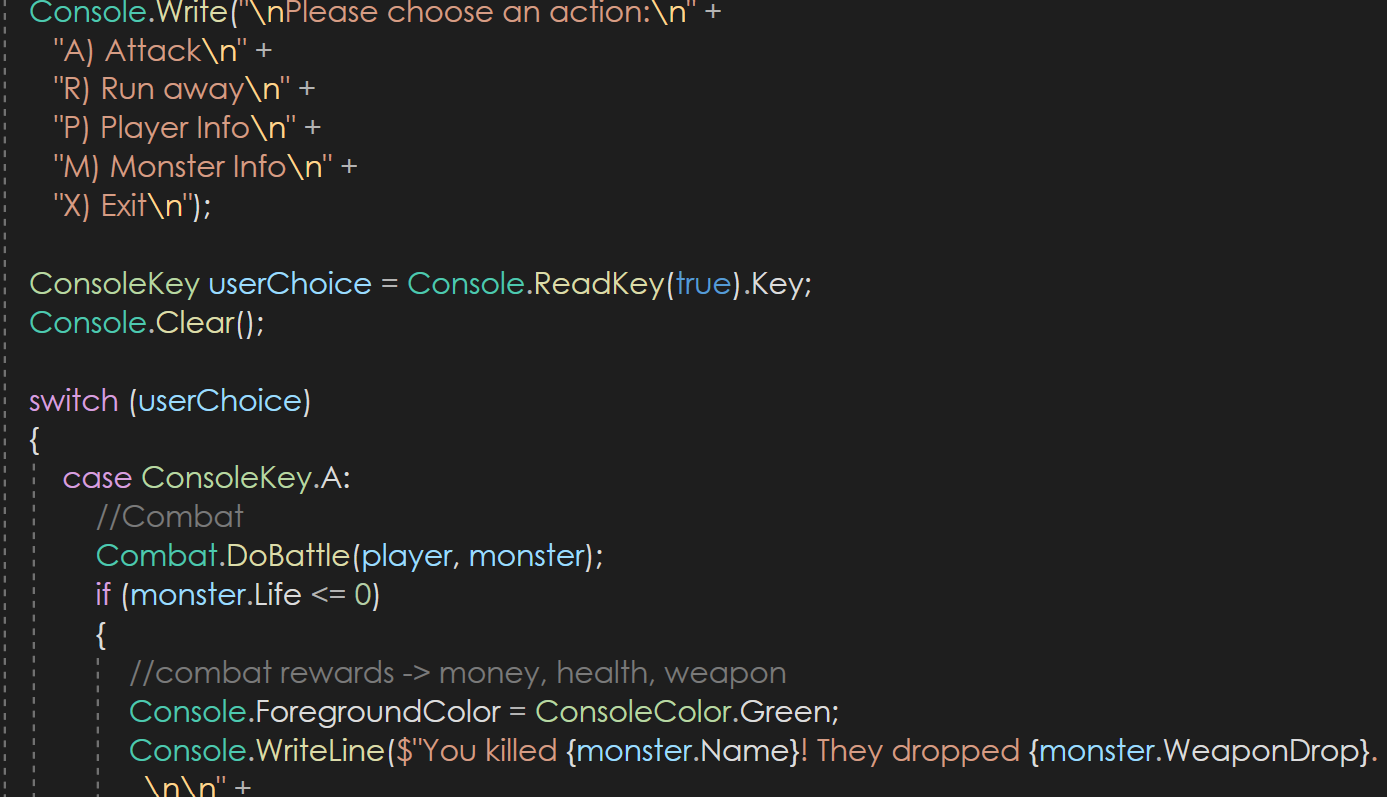 Console.Write("\nPlease choose an action:\n" +
"A) Attack\n" +
"R) Run away\n" +
"P) Player Info\n" +
"M) Monster Info\n" +
"X) Exit\n");
ConsoleKey userChoice = Console.ReadKey(true).Key;
Console.Clear();
switch (userChoice)
{
case ConsoleKey.A:
//Combat
Combat.DoBattle(player, monster);
if (monster.Life <= 0)
{
//combat rewards -> money, health, weapon
Console.ForegroundColor = ConsoleColor.Green;
Console.WriteLine($"You killed {monster.Name}! They dropped {monster.WeaponDrop}.
\n\n" +